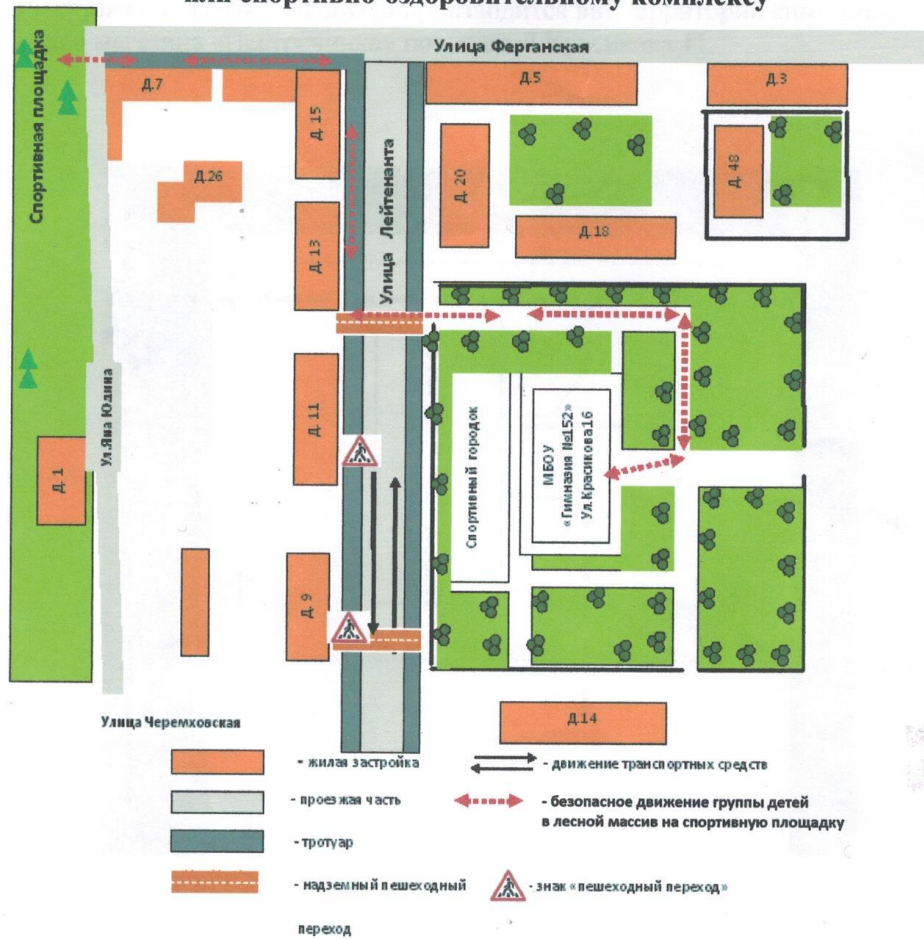 или спортивно-оздоровительному комплексу
Улица Ферганская
Спортивная площадка
Д.7
Д.15
Д.5
Д.3
Д.26
Д.20
Д.48
Улица Лейтенанта
Д.13
Д.18
Ул.Яна Юдина
Д.11
Д.1
Спортивный городок
МБОУ
«Гимназия №152»
Ул.Красикова16
Д.9
Д.14
Улица Черемховская
- жилая застройка
- движение транспортных средств
- проезжая часть
- безопасное движение группы детей
в лесной массив на спортивную площадку
- тротуар
- надземный пешеходный
переход
- знак «пешеходный переход»